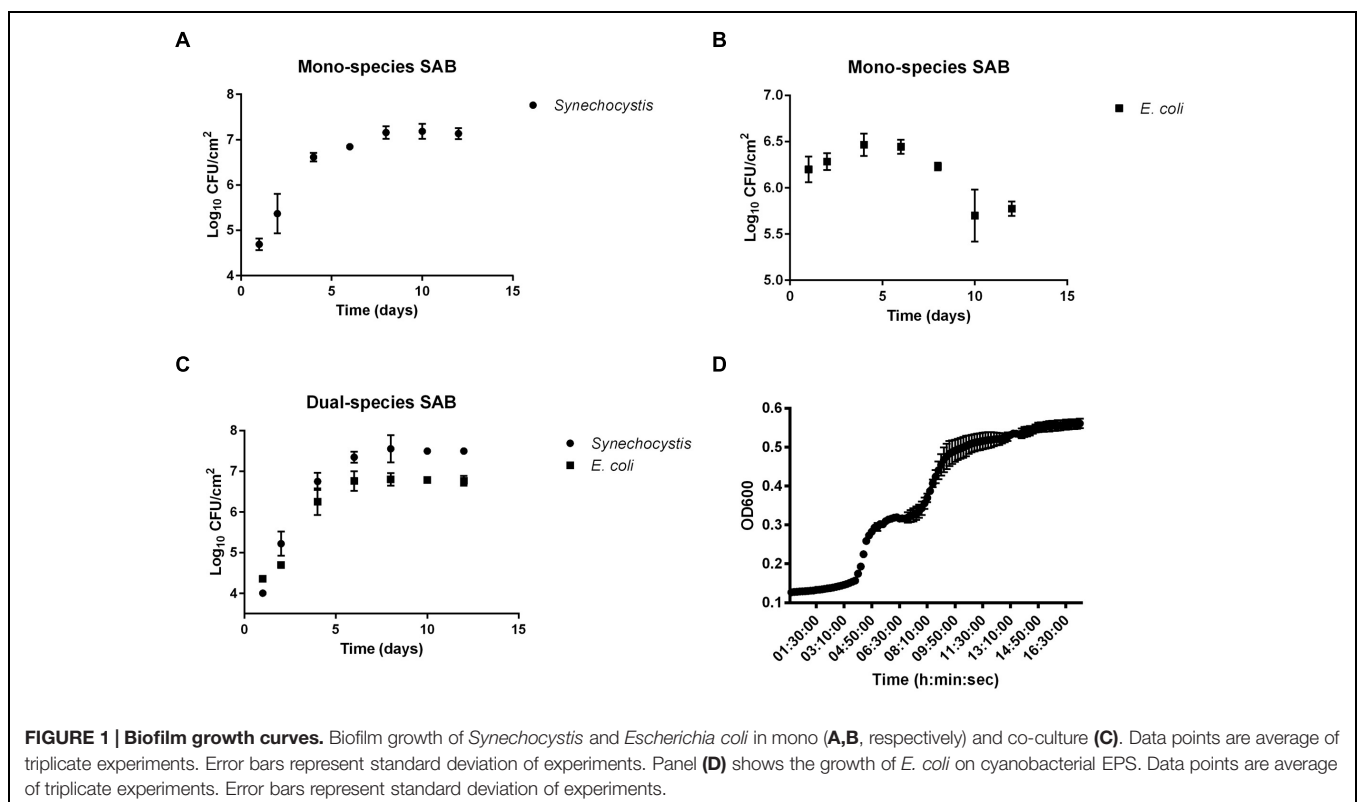 A
Mono-species SAB
Log10 CFU/cm2
8
7
6
5
4
0 5 10 15
Time (days)
Synechocystis
B
Mono-species SAB
Log10 CFU/cm2
7.0
6.5
6.0
5.5
5.0
0 5 10 15
Time (days)
E. coli
C
Dual-species SAB
Log10 CFU/cm2
8
7
6
5
4
0 5 10 15
Time (days)
Synechocystis
E. coli
D
OD600
0.6
0.5
0.4
0.3
0.2
0.1
01:30:00 03:10:00 04:50:00 06:30:00 08:10:00 09:50:00 11:30:00 13:10:00 14:50:00 16:30:00
Time (h:min:sec)
FIGURE 1 | Biofilm growth curves. Biofilm growth of Synechocystis and Escherichia coli in mono (A,B, respectively) and co-culture (C). Data points are average of
triplicate experiments. Error bars represent standard deviation of experiments. Panel (D) shows the growth of E. coli on cyanobacterial EPS. Data points are average
of triplicate experiments. Error bars represent standard deviation of experiments.